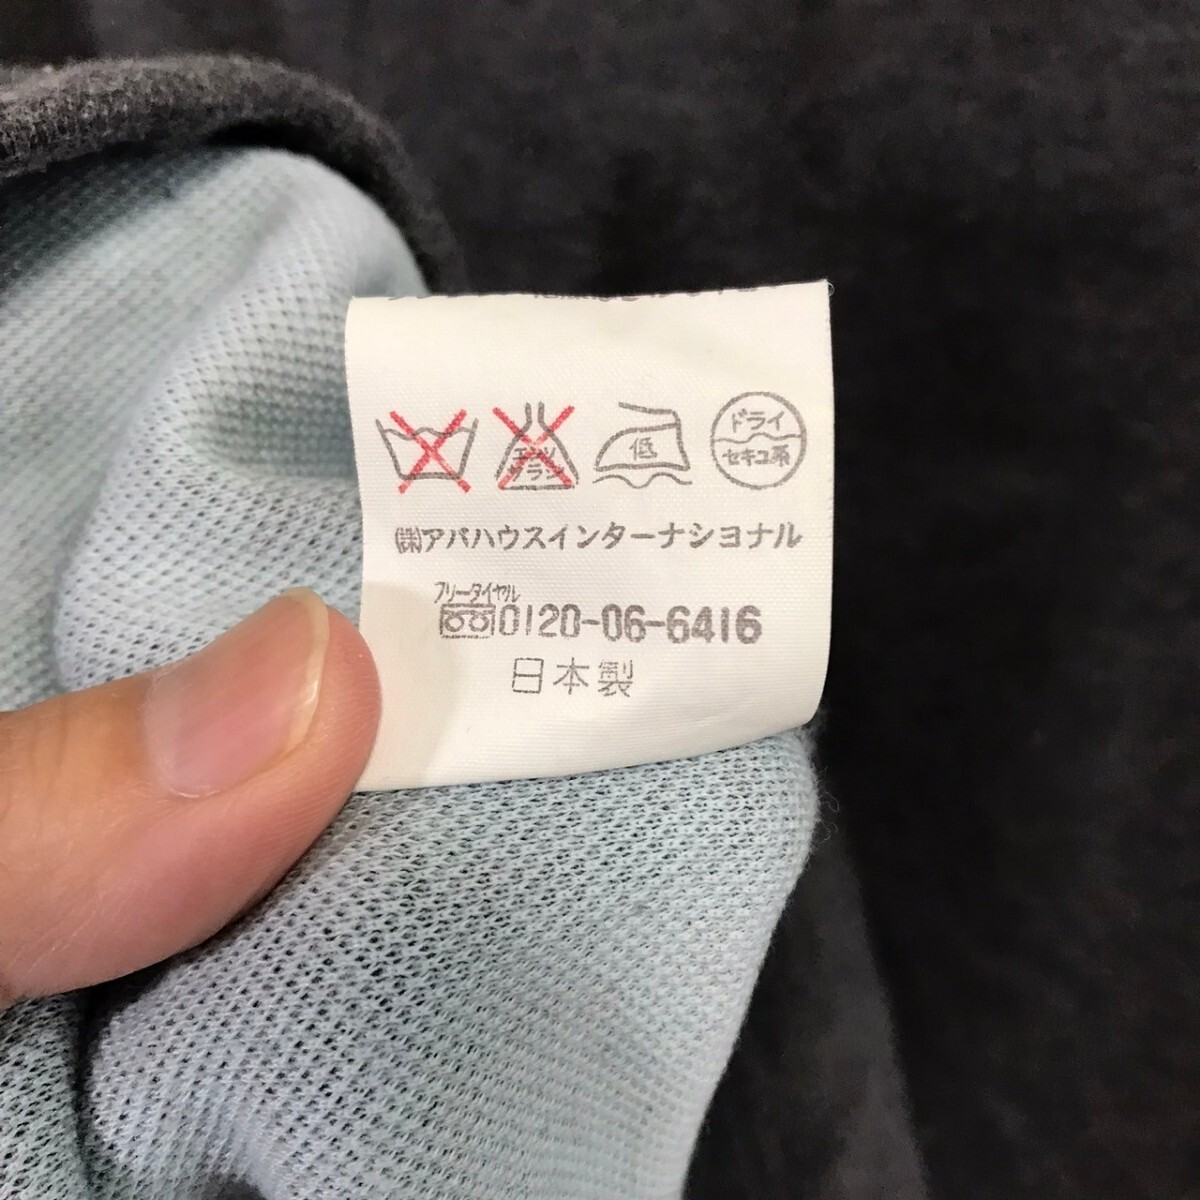 エンソ
サラシ
低
ドライ
セキユ系
㈱アバハウスインターナショナル
フリーダイヤル
0120-06-6416
日本製